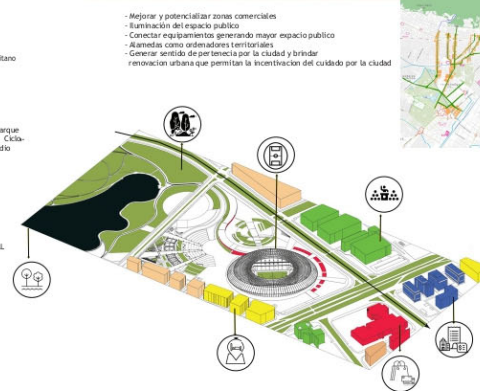 - Mejorar y potencializar zonas comerciales
- Iluminación del espacio publico
- Conectar equipamientos generando mayor expacio publico
- Alamedas como ordenadores territoriales
- Generar sentido de pertenecia por la ciudad y brindar
renovacion urbana que permitan la incentivacion del cuidado por la ciudad
itano
arque
Ciclo-
dio
L